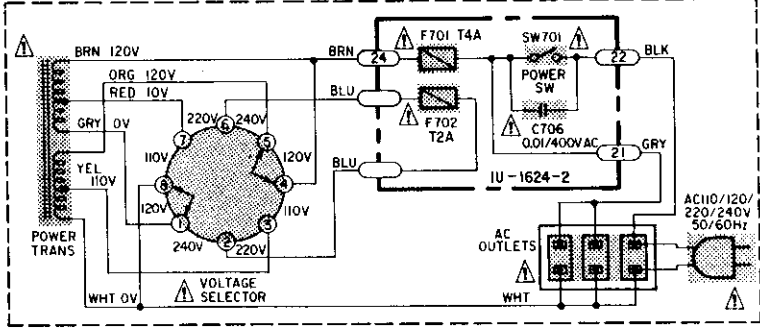 BRN 120V
ORG 120V
RED 10V
GRY 0V
YEL
110V
POWER
TRANS
WHT 0V
220V
240V
110V
120V
120V
110V
240V
220V
7
6
5
8
4
1
2
3
VOLTAGE
SELECTOR
BRN
24
BLU
BLU
F701 T4A
F702
T2A
SW701
POWER
SW
C706
0.01/400VAC
22
BLK
21
GRY
1U-1624-2
AC
OUTLETS
AC110/120/
220/240V
50/60Hz
WHT